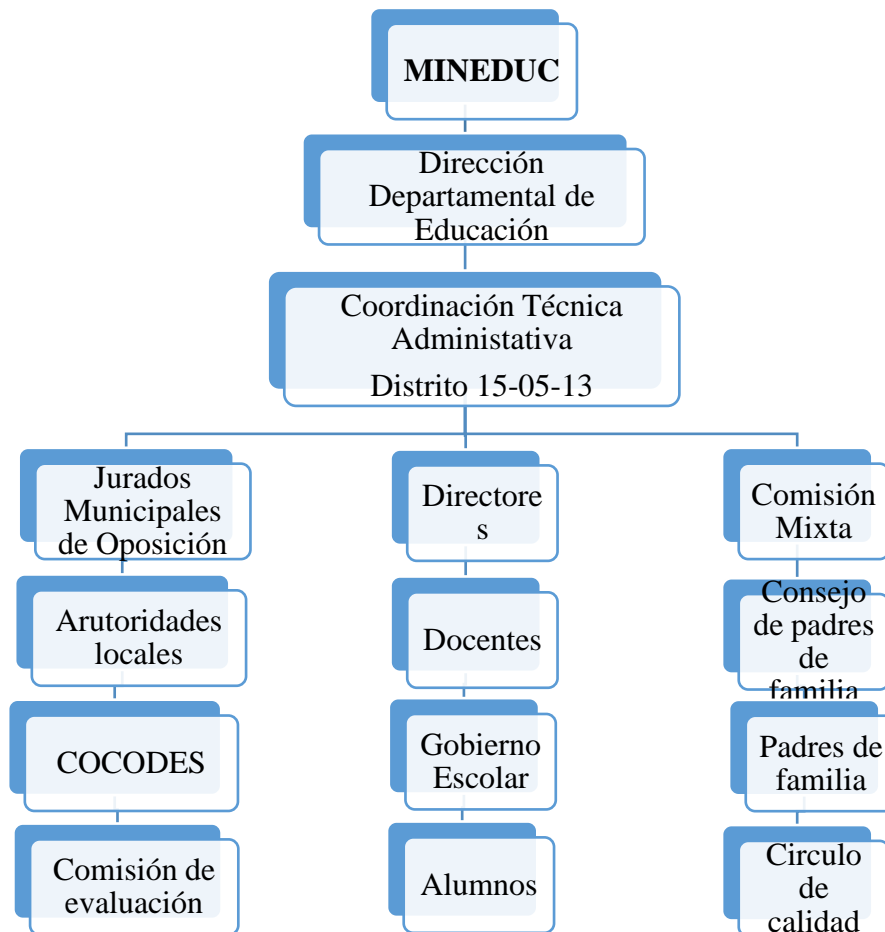 MINEDUC
Dirección
Departamental de
Educación
Coordinación Técnica
Administativa
Distrito 15-05-13
Jurados
Municipales
de Oposición
Arutoridades
locales
COCODES
Comisión de
evaluación
Directore
s
Docentes
Gobierno
Escolar
Alumnos
Comisión
Mixta
Consejo
de padres
de
familia
Padres de
familia
Circulo
de
calidad